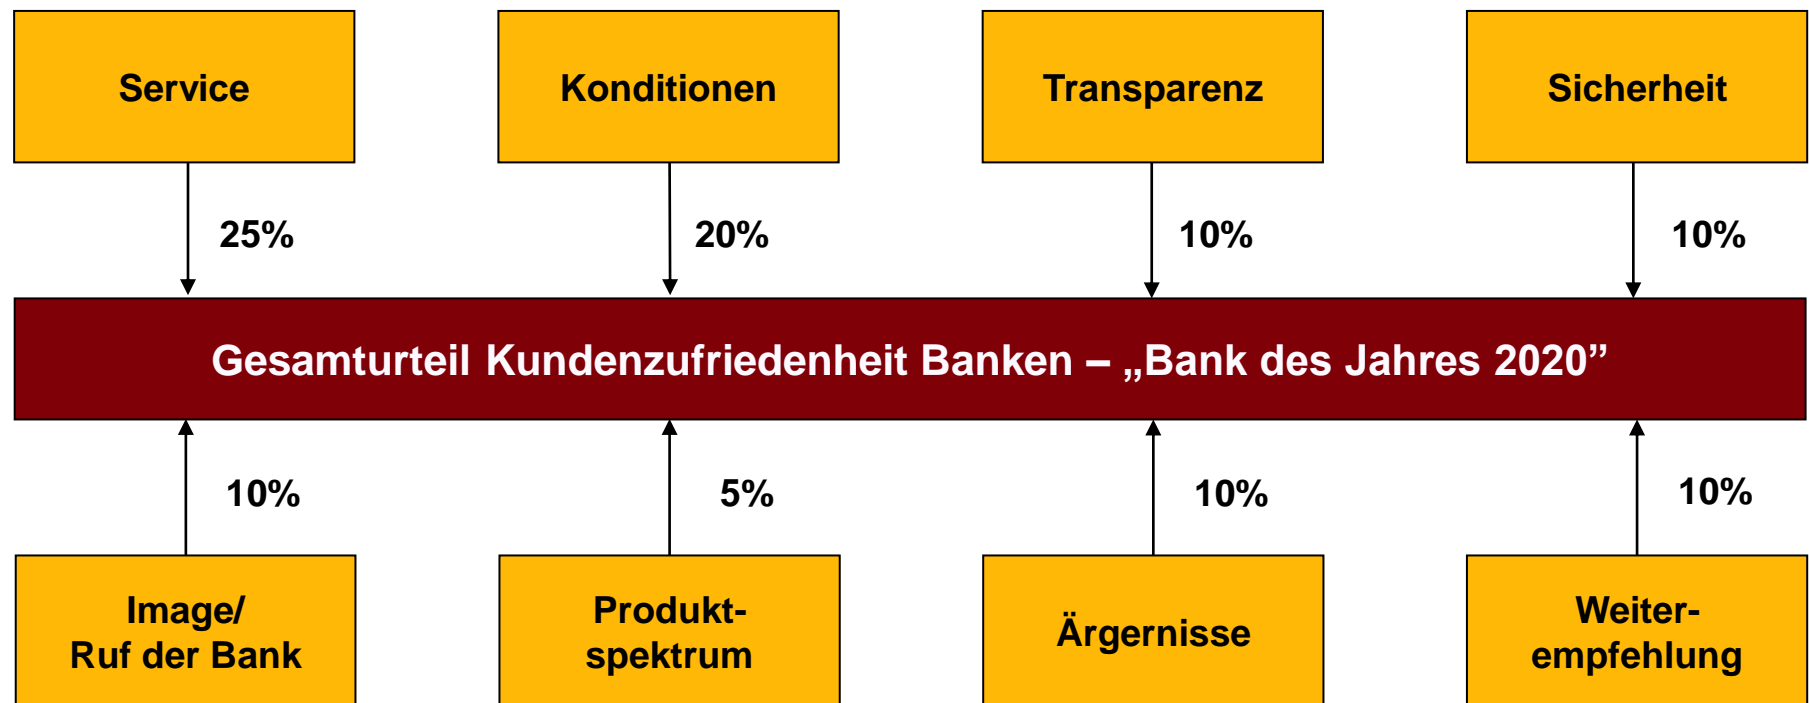 Service
Konditionen
Transparenz
Sicherheit
25%
20%
10%
10%
Gesamturteil Kundenzufriedenheit Banken – „Bank des Jahres 2020”
10%
5%
10%
10%
Image/
Ruf der Bank
Produkt-
spektrum
Ärgernisse
Weiter-
empfehlung